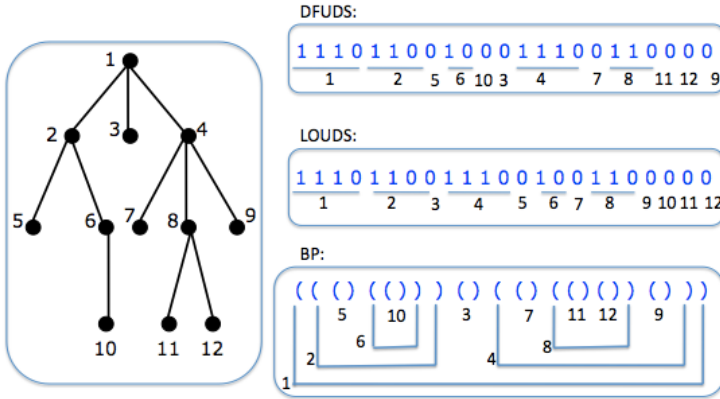 DFUDS:
1 1 1 0 1 1 0 0 1 0 0 0 1 1 1 0 0 1 1 0 0 0 0
1 2 5 6 10 3 4 7 8 11 12 9
LOUDS:
1 1 1 0 1 1 0 0 1 1 1 0 0 1 0 0 1 1 0 0 0 0 0
1 2 3 4 5 6 7 8 9 10 11 12
BP:
( ( ( ) ( ( ) ) ) ( ) ( ( ) ( ( ) ( ) ) ( ) ) )
5 10 3 7 11 12 9
6 8
2 4
1
1
2 3 4
5 6 7 8 9
10 11 12